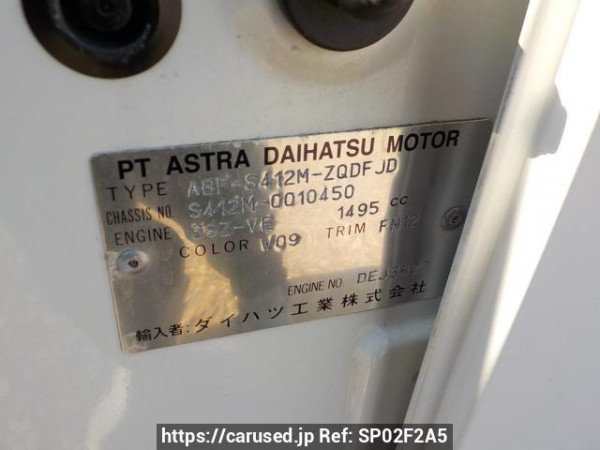 PT ASTRA DAIHATSU MOTOR
TYPE ABF-S412M-ZQDFJD
CHASSIS NO. S412M-0010450
ENGINE 3SZ-VE 1495 cc
COLOR W09 TRIM FN12
ENGINE NO.
輸入者:ダイハツ工業株式会社
https://carused.jp Ref: SP02F2A5